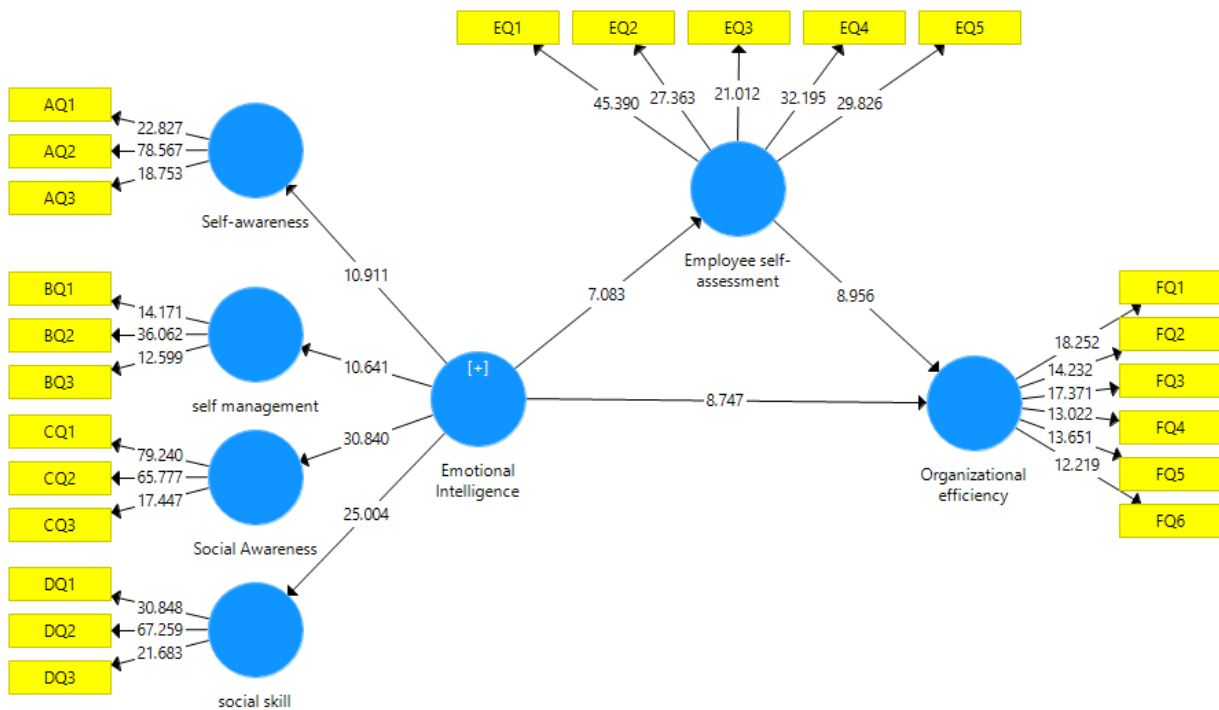 EQ1
EQ2
EQ3
EQ4
EQ5
45.390
27.363
21.012
32.195
29.826
AQ1
AQ2
AQ3
22.827
78.567
18.753
Self-awareness
BQ1
BQ2
BQ3
14.171
36.062
12.599
self management
CQ1
CQ2
CQ3
79.240
65.777
17.447
Social Awareness
DQ1
DQ2
DQ3
30.848
67.259
21.683
social skill
10.911
10.641
30.840
25.004
[+]
Emotional
Intelligence
7.083
8.747
Employee self-
assessment
8.956
Organizational
efficiency
18.252
14.232
17.371
13.022
13.651
12.219
FQ1
FQ2
FQ3
FQ4
FQ5
FQ6